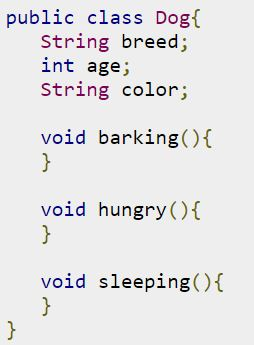 public class Dog{
   String breed;
   int age;
   String color;

   void barking(){
   }

   void hungry(){
   }

   void sleeping(){
   }
}